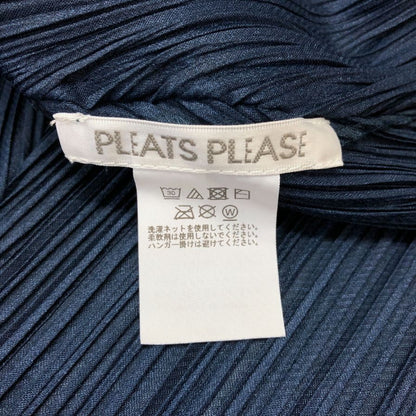 PLEATS PLEASE
30
W
洗濯ネットを使用してください。
柔軟剤は使用しないでください。
ハンガー掛けは避けてください。